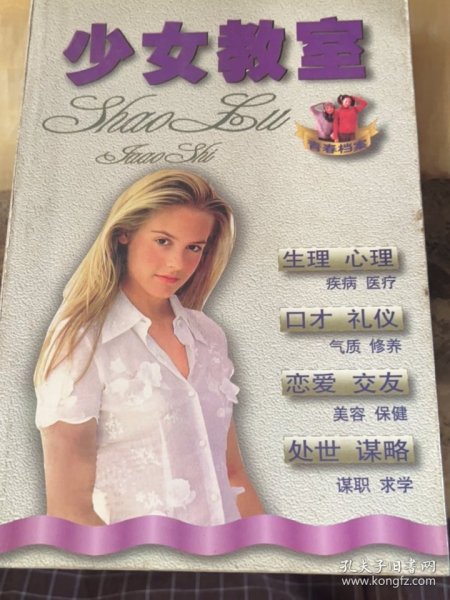 少女教室
Shao Lu
Jiao Shi
青春档案
生理 心理
疾病 医疗
口才 礼仪
气质 修养
恋爱 交友
美容 保健
处世 谋略
谋职 求学
孔夫子旧书网
www.kongfz.com